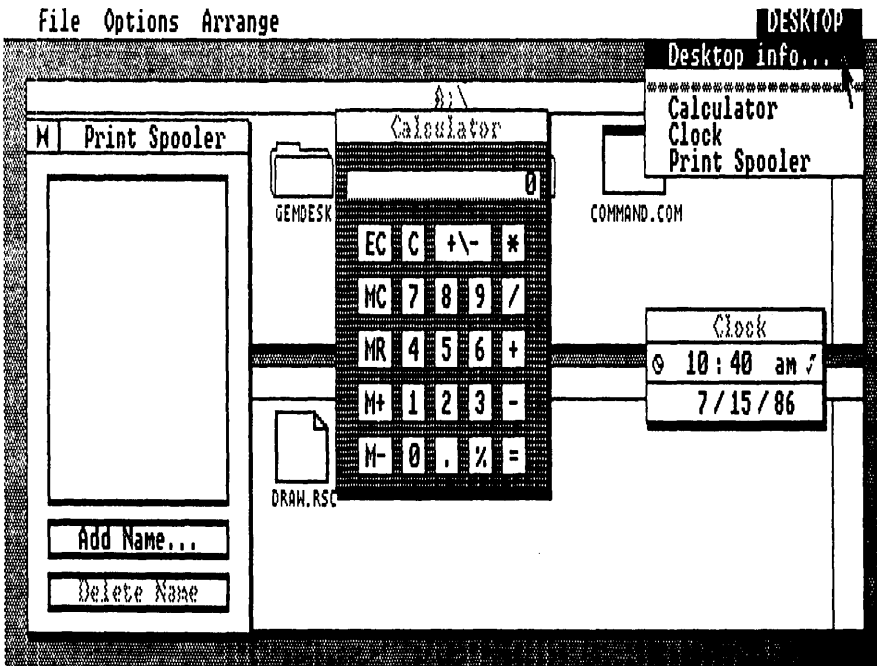 File Options Arrange DESKTOP
Desktop info...
Calculator
Clock
Print Spooler
A:\
Print Spooler
Add Name...
Delete Name
GEMDESK
COMMAND.COM
DRAW.RSC
Calculator
0
EC C +\- *
MC 7 8 9 /
MR 4 5 6 +
M+ 1 2 3 -
M- 0 . % =
Clock
10:40 am
7/15/86